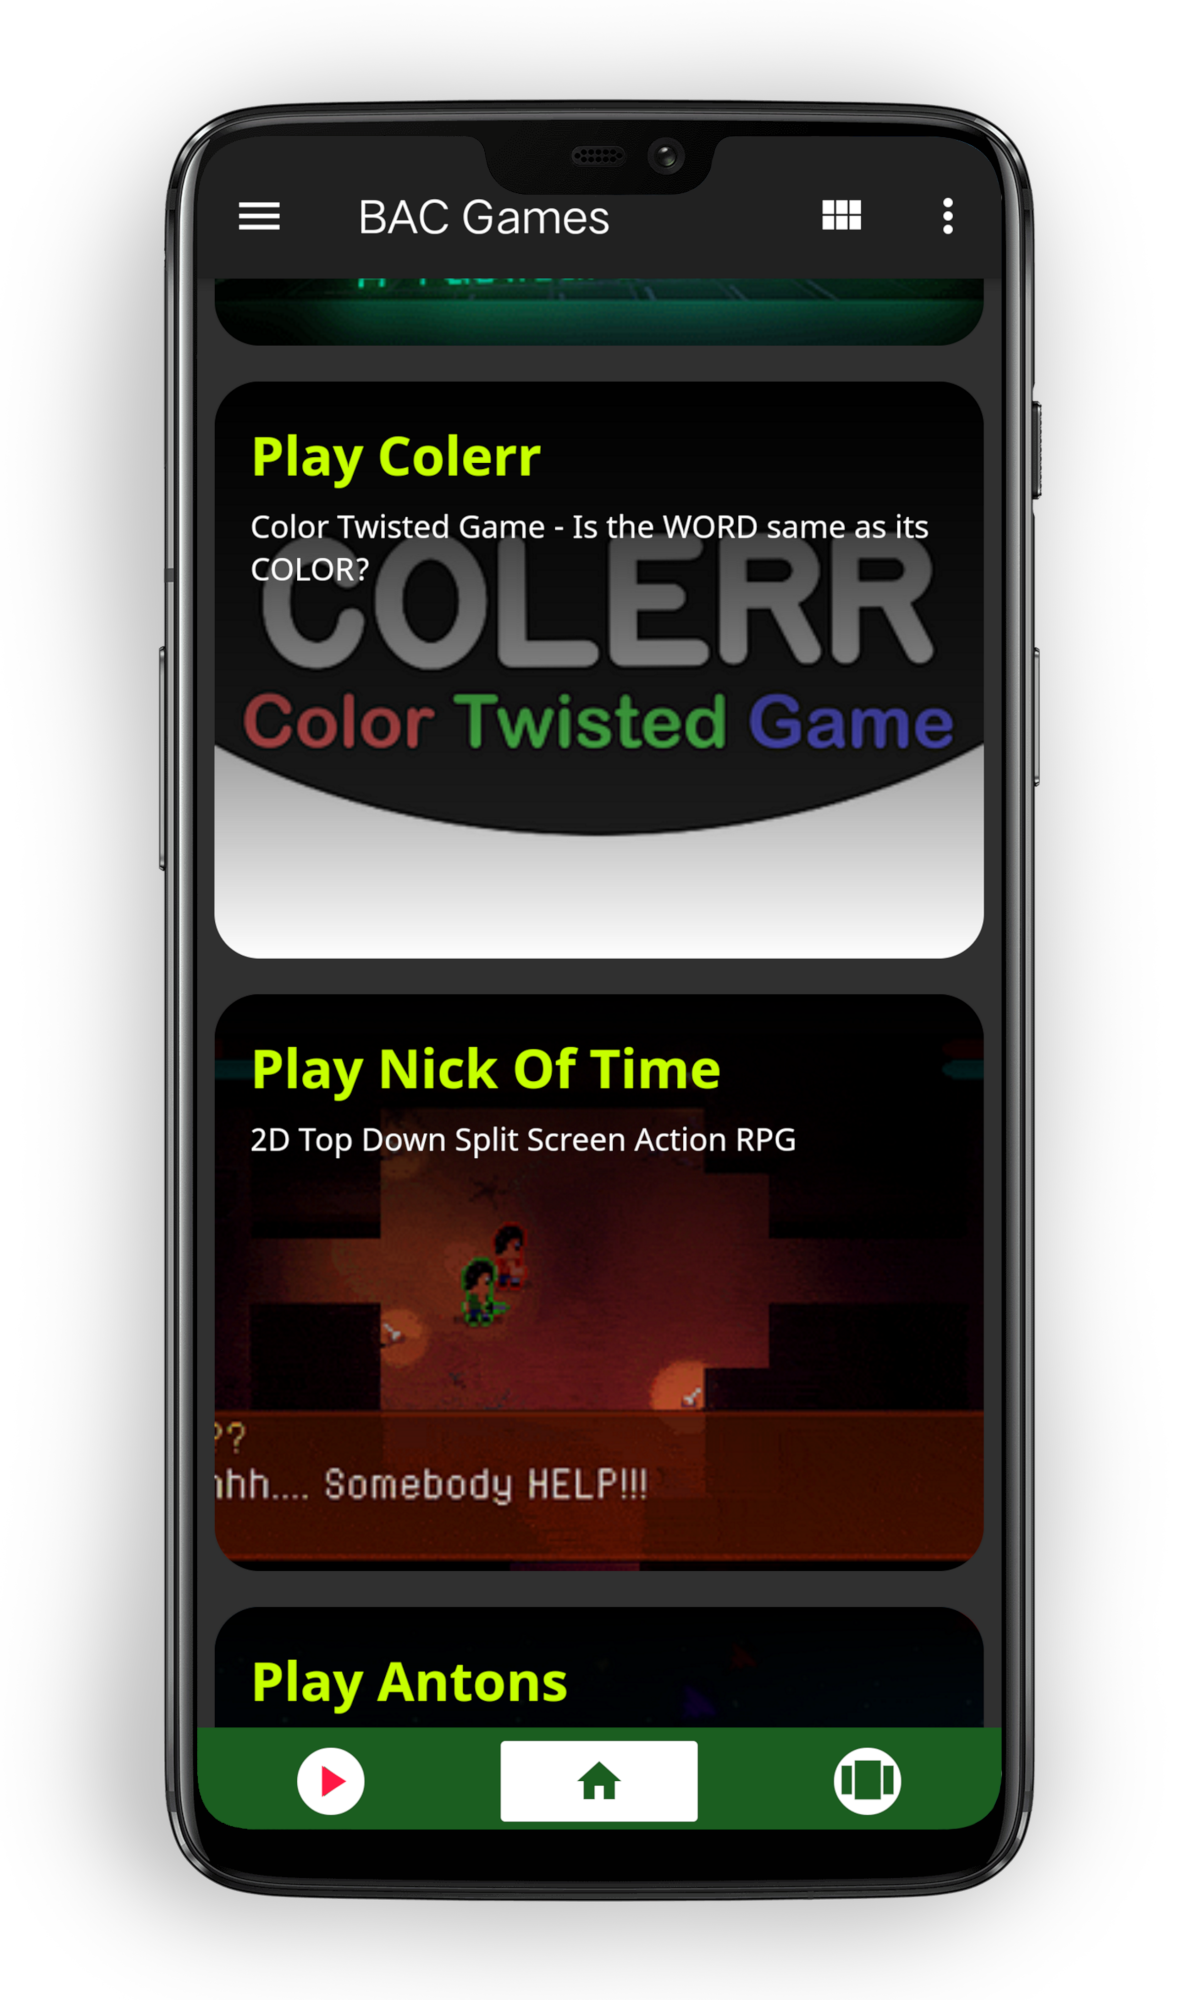 BAC Games
Play Colerr
Color Twisted Game - Is the WORD same as its
COLOR?
COLERR
Color Twisted Game
Play Nick Of Time
2D Top Down Split Screen Action RPG
??
hhh.... Somebody HELP!!!
Play Antons